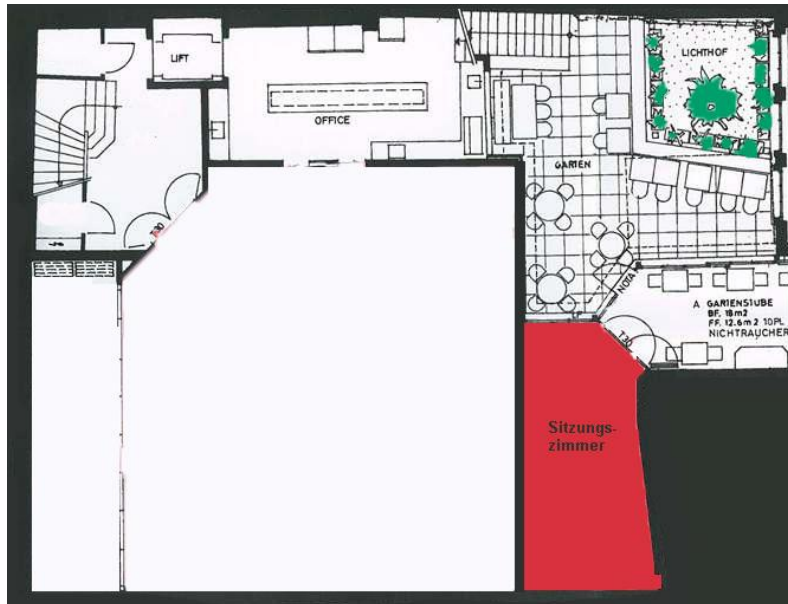 LIFT
LICHTHOF
OFFICE
GARTEN
T30
NOTA
A GARTENSTUBE
BF. 18m2
FF. 12.6m2 10PL
NICHTRAUCHER
T30
Sitzungs-
zimmer